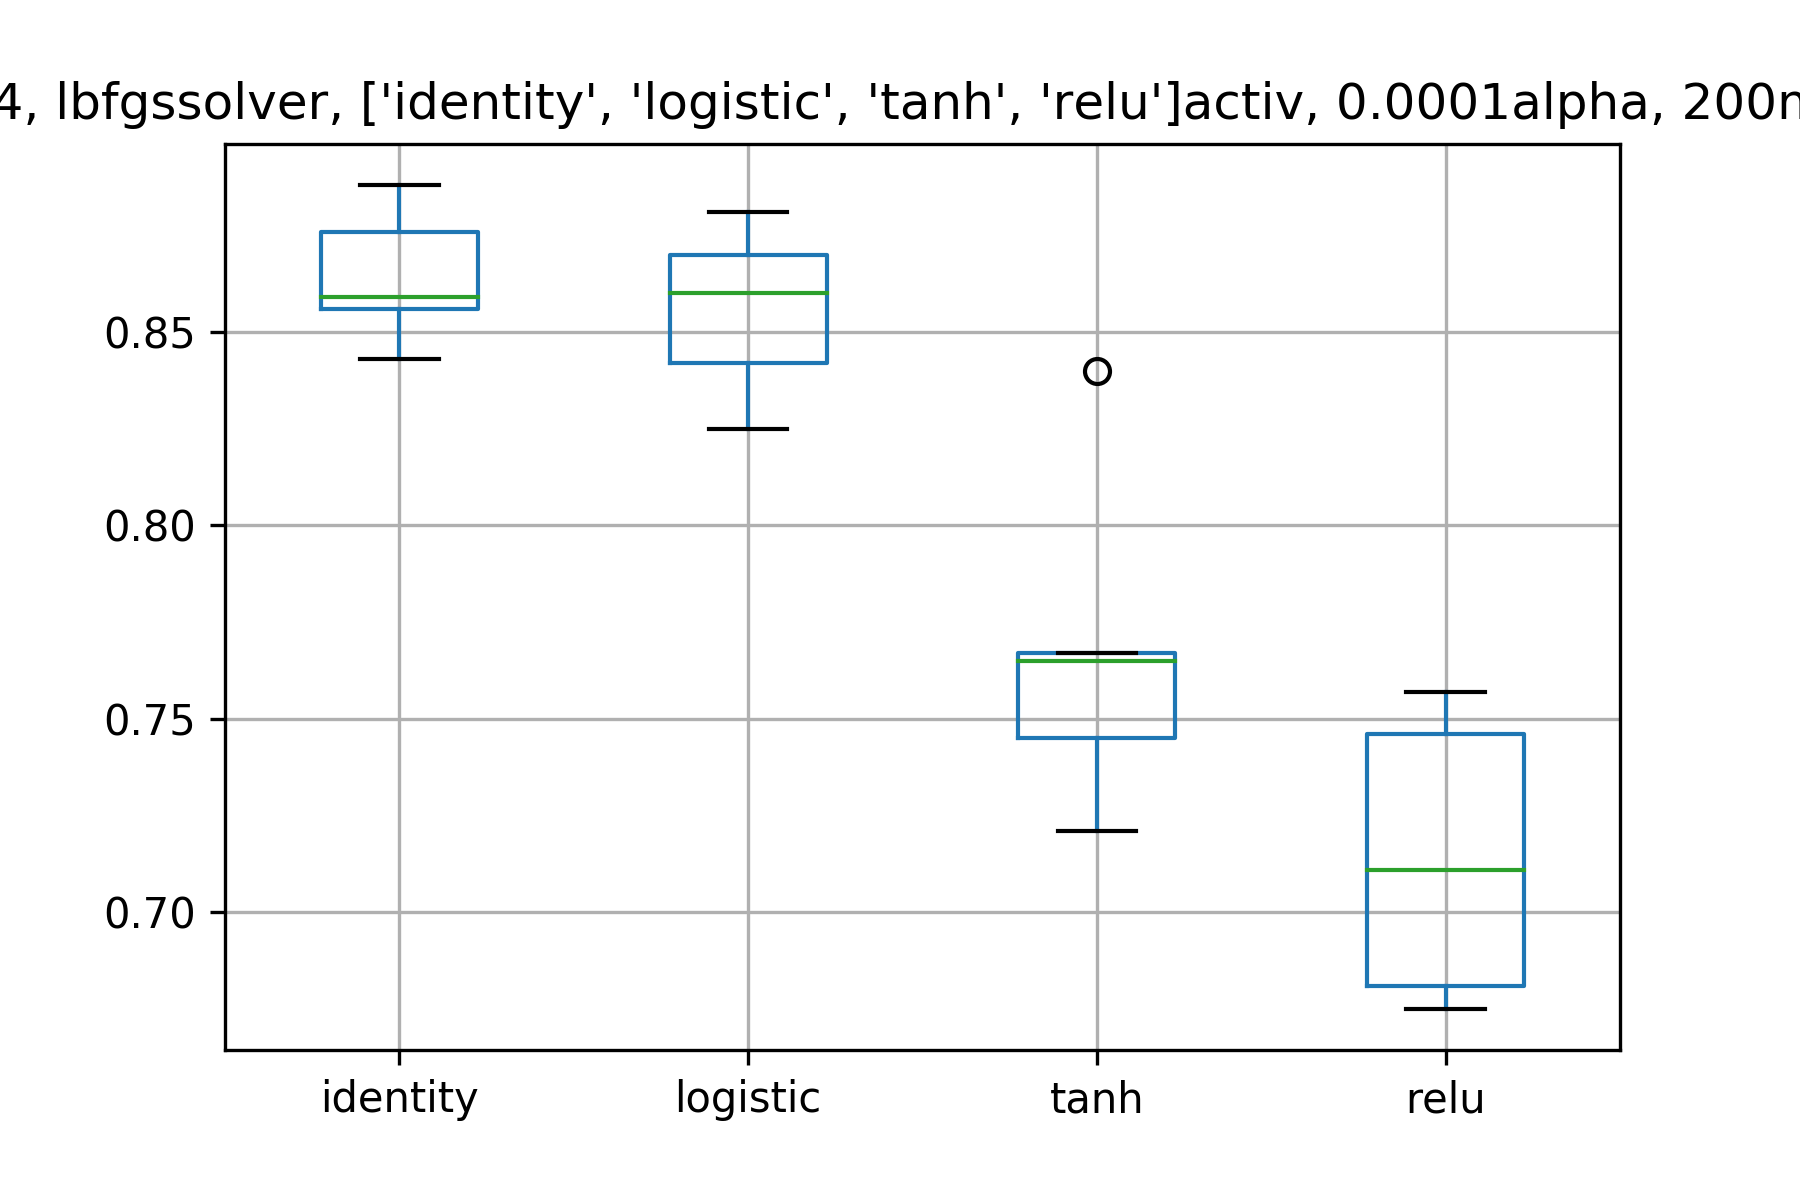 4, lbfgssolver, ['identity', 'logistic', 'tanh', 'relu']activ, 0.0001alpha, 200
0.85
0.80
0.75
0.70
identity logistic tanh relu